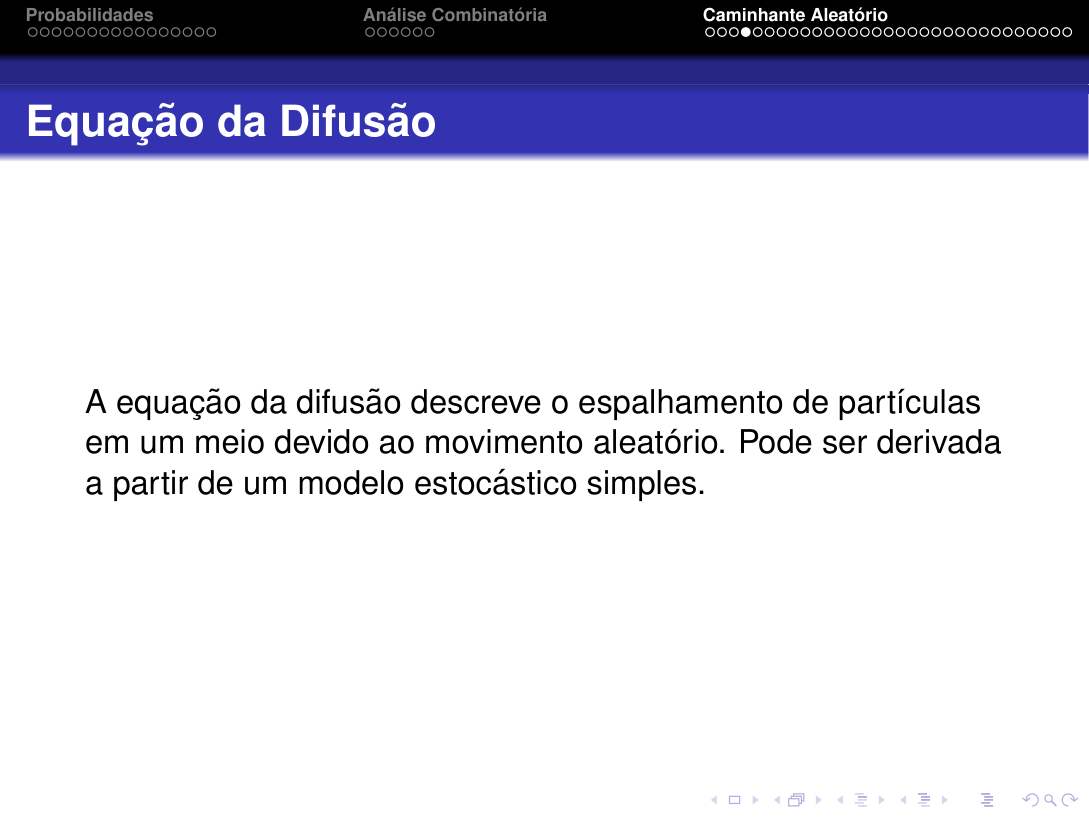 Probabilidades
Análise Combinatória
Caminhante Aleatório
Equação da Difusão
A equação da difusão descreve o espalhamento de partículas
em um meio devido ao movimento aleatório. Pode ser derivada
a partir de um modelo estocástico simples.